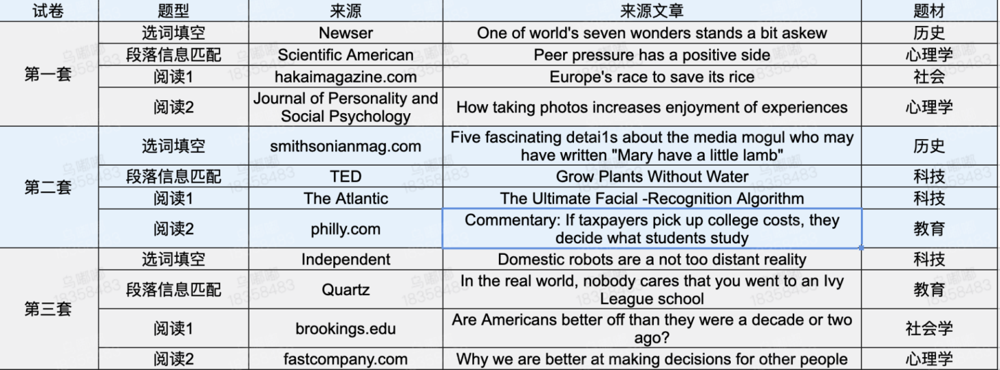 试卷 题型 来源 来源文章 题材
第一套
选词填空 Newser One of world's seven wonders stands a bit askew 历史
段落信息匹配 Scientific American Peer pressure has a positive side 心理学
阅读1 hakaimagazine.com Europe's race to save its rice 社会
阅读2 Journal of Personality and
Social Psychology How taking photos increases enjoyment of experiences 心理学
第二套
选词填空 smithsonianmag.com Five fascinating detai1s about the media mogul who may
have written "Mary have a little lamb" 历史
段落信息匹配 TED Grow Plants Without Water 科技
阅读1 The Atlantic The Ultimate Facial -Recognition Algorithm 科技
阅读2 philly.com Commentary: If taxpayers pick up college costs, they
decide what students study 教育
第三套
选词填空 Independent Domestic robots are a not too distant reality 科技
段落信息匹配 Quartz In the real world, nobody cares that you went to an Ivy
League school 教育
阅读1 brookings.edu Are Americans better off than they were a decade or two
ago? 社会学
阅读2 fastcompany.com Why we are better at making decisions for other people 心理学
乌嘟嘟
18358483